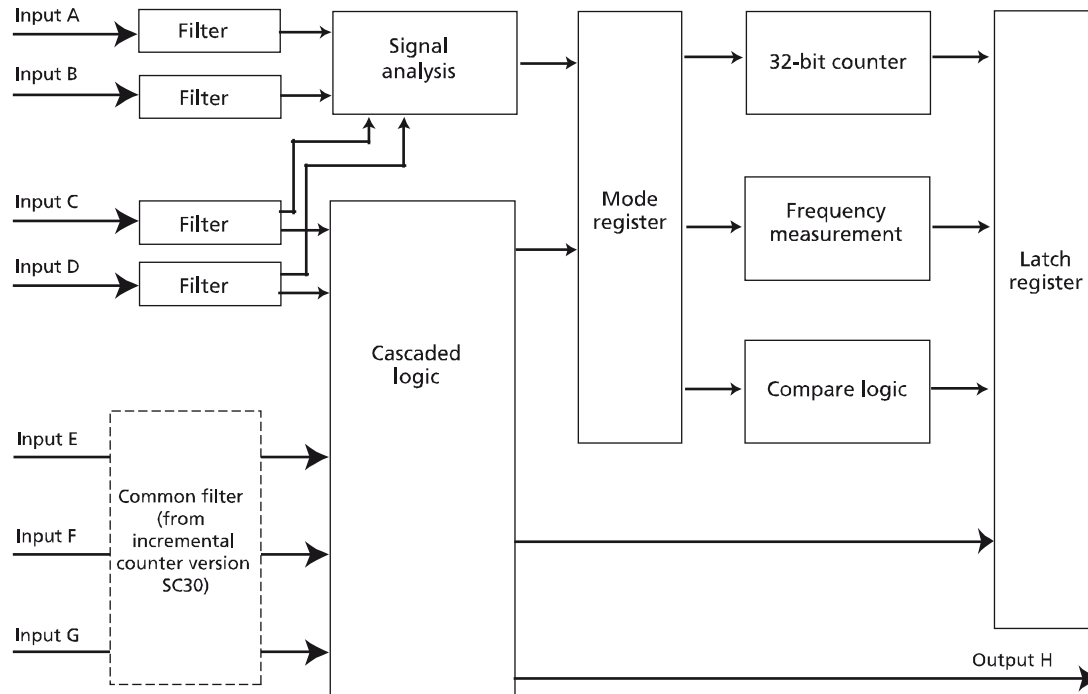 Input A
Filter
Signal
analysis
32-bit counter
Input B
Filter
Input C
Filter
Mode
register
Frequency
measurement
Input D
Filter
Latch
register
Cascaded
logic
Compare logic
Input E
Common filter
(from
incremental
counter version
SC30)
Input F
Input G
Output H